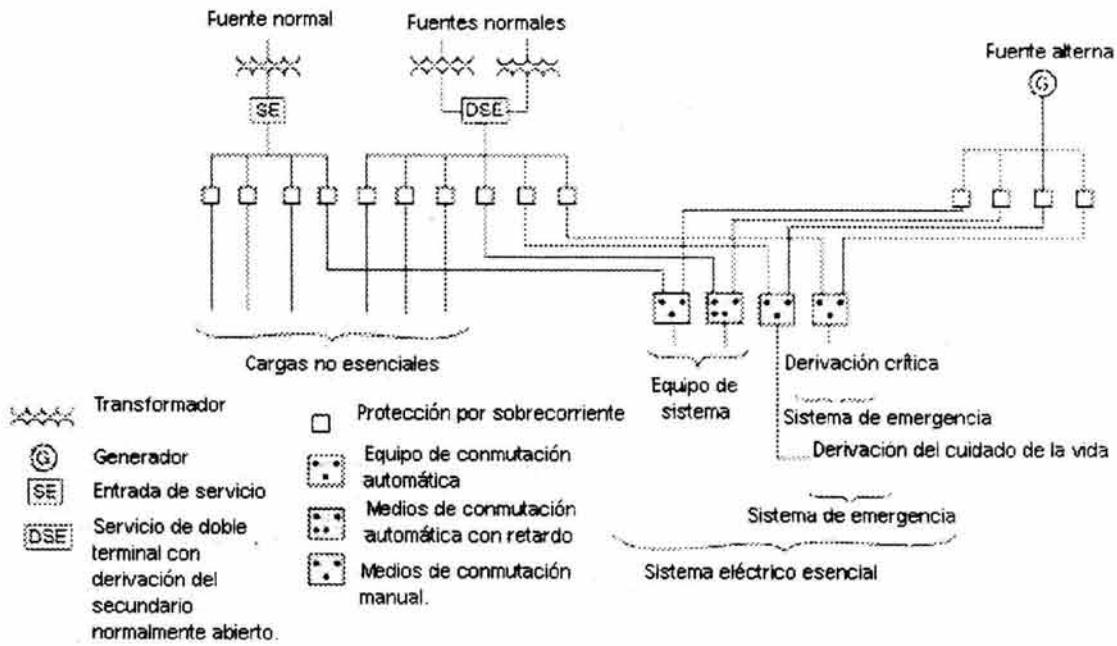 Fuente normal
Fuentes normales
Fuente alterna
G
SE
DSE
Cargas no esenciales
Equipo de
sistema
Derivación crítica
Sistema de emergencia
Derivación del cuidado de la vida
Sistema de emergencia
Sistema eléctrico esencial
Transformador
G
Generador
SE
Entrada de servicio
DSE
Servicio de doble
terminal con
derivación del
secundario
normalmente abierto.
Protección por sobrecorriente
Equipo de conmutación
automática
Medios de conmutación
automática con retardo
Medios de conmutación
manual.